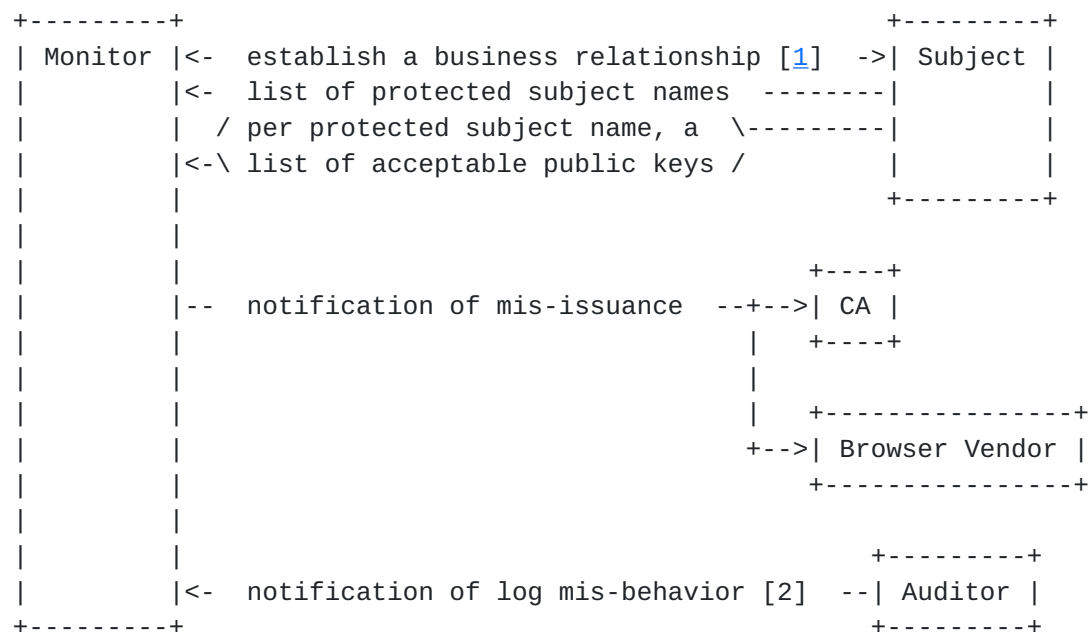 +---------+                                             +---------+
| Monitor |<-  establish a business relationship [1]  ->| Subject |
|         |<-  list of protected subject names  --------|         |
|         |  / per protected subject name, a  \---------|         |
|         |<-\ list of acceptable public keys /         |         |
|         |                                             +---------+
|         |
|         |                                        +----+
|         |--  notification of mis-issuance  --+-->| CA |
|         |                                    |   +----+
|         |                                    |
|         |                                    |   +----------------+
|         |                                    +-->| Browser Vendor |
|         |                                        +----------------+
|         |
|         |                                            +---------+
|         |<-  notification of log mis-behavior [2]  --| Auditor |
+---------+                                            +---------+